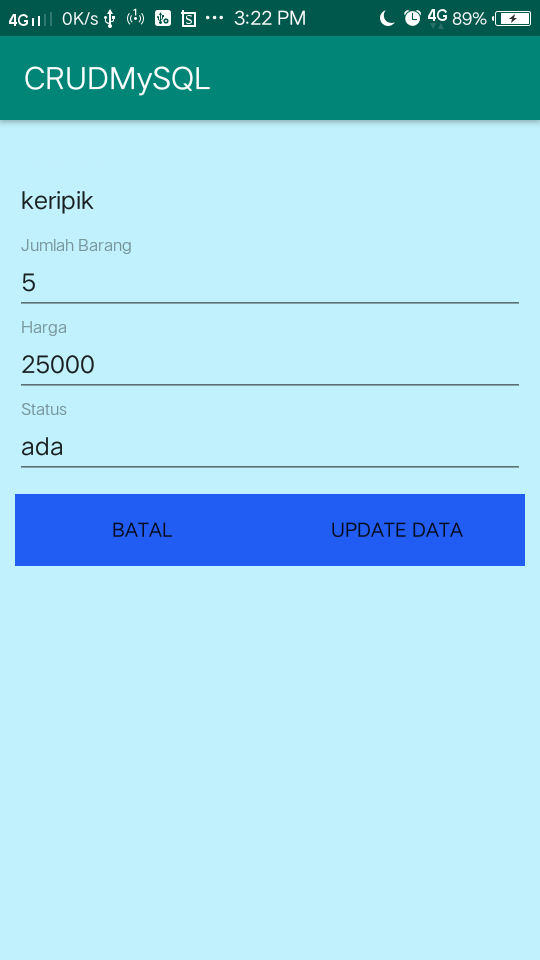 4G 0K/s ••• 3:22 PM 4G 89%
CRUDMySQL
keripik
Jumlah Barang
5
Harga
25000
Status
ada
BATAL UPDATE DATA